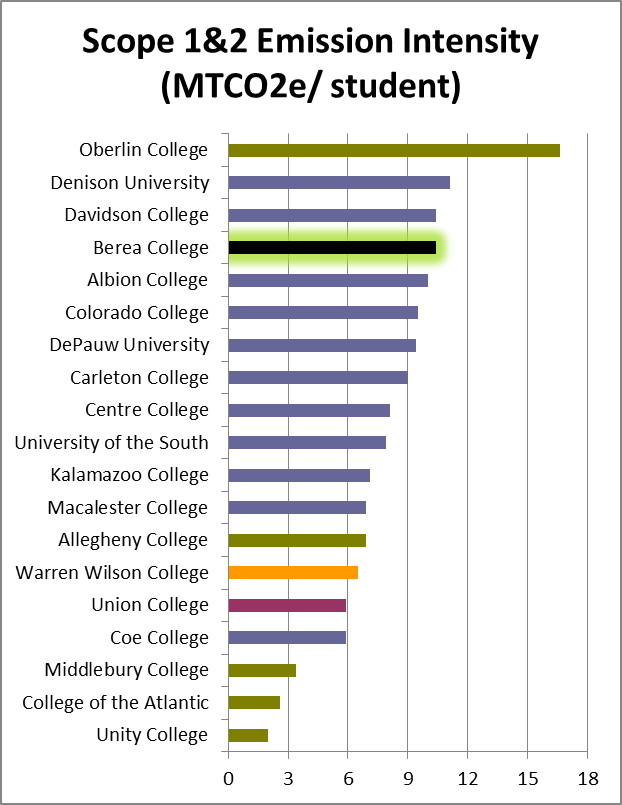 Scope 1&2 Emission Intensity
(MTCO2e/ student)
Oberlin College
Denison University
Davidson College
Berea College
Albion College
Colorado College
DePauw University
Carleton College
Centre College
University of the South
Kalamazoo College
Macalester College
Allegheny College
Warren Wilson College
Union College
Coe College
Middlebury College
College of the Atlantic
Unity College
0 3 6 9 12 15 18